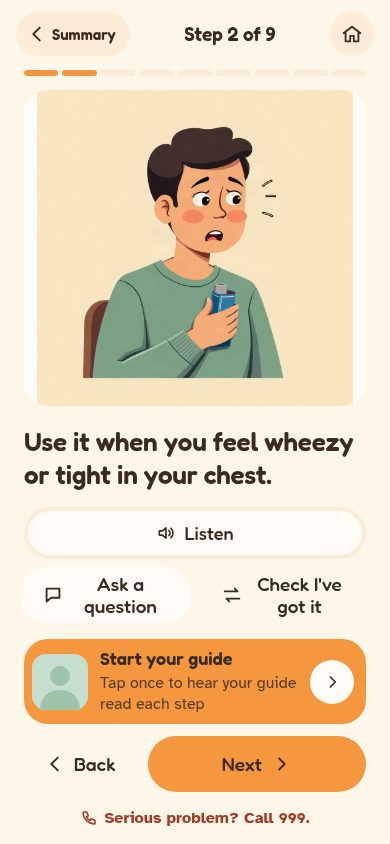 Summary
Step 2 of 9
Use it when you feel wheezy
or tight in your chest.
Listen
Ask a
question
Check I've
got it
Start your guide
Tap once to hear your guide
read each step
Back
Next
Serious problem? Call 999.